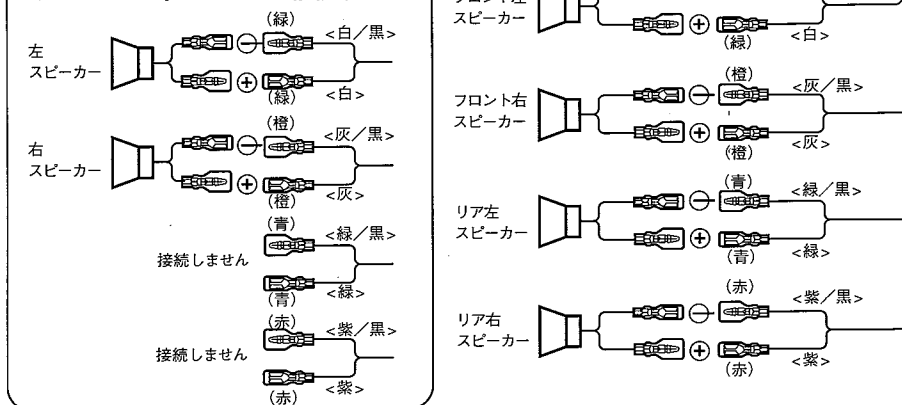 (緑)
<白/黒>
左
スピーカー
⊖
⊕
(緑)
<白>
(橙)
<灰/黒>
右
スピーカー
⊖
⊕
(橙)
<灰>
(青)
<緑/黒>
接続しません
(青)
<緑>
(赤)
<紫/黒>
接続しません
(赤)
<紫>
スピーカー
⊕
(緑)
<白>
(橙)
<灰/黒>
フロント右
スピーカー
⊖
⊕
(橙)
<灰>
(青)
<緑/黒>
リア左
スピーカー
⊖
⊕
(青)
<緑>
(赤)
<紫/黒>
リア右
スピーカー
⊖
⊕
(赤)
<紫>